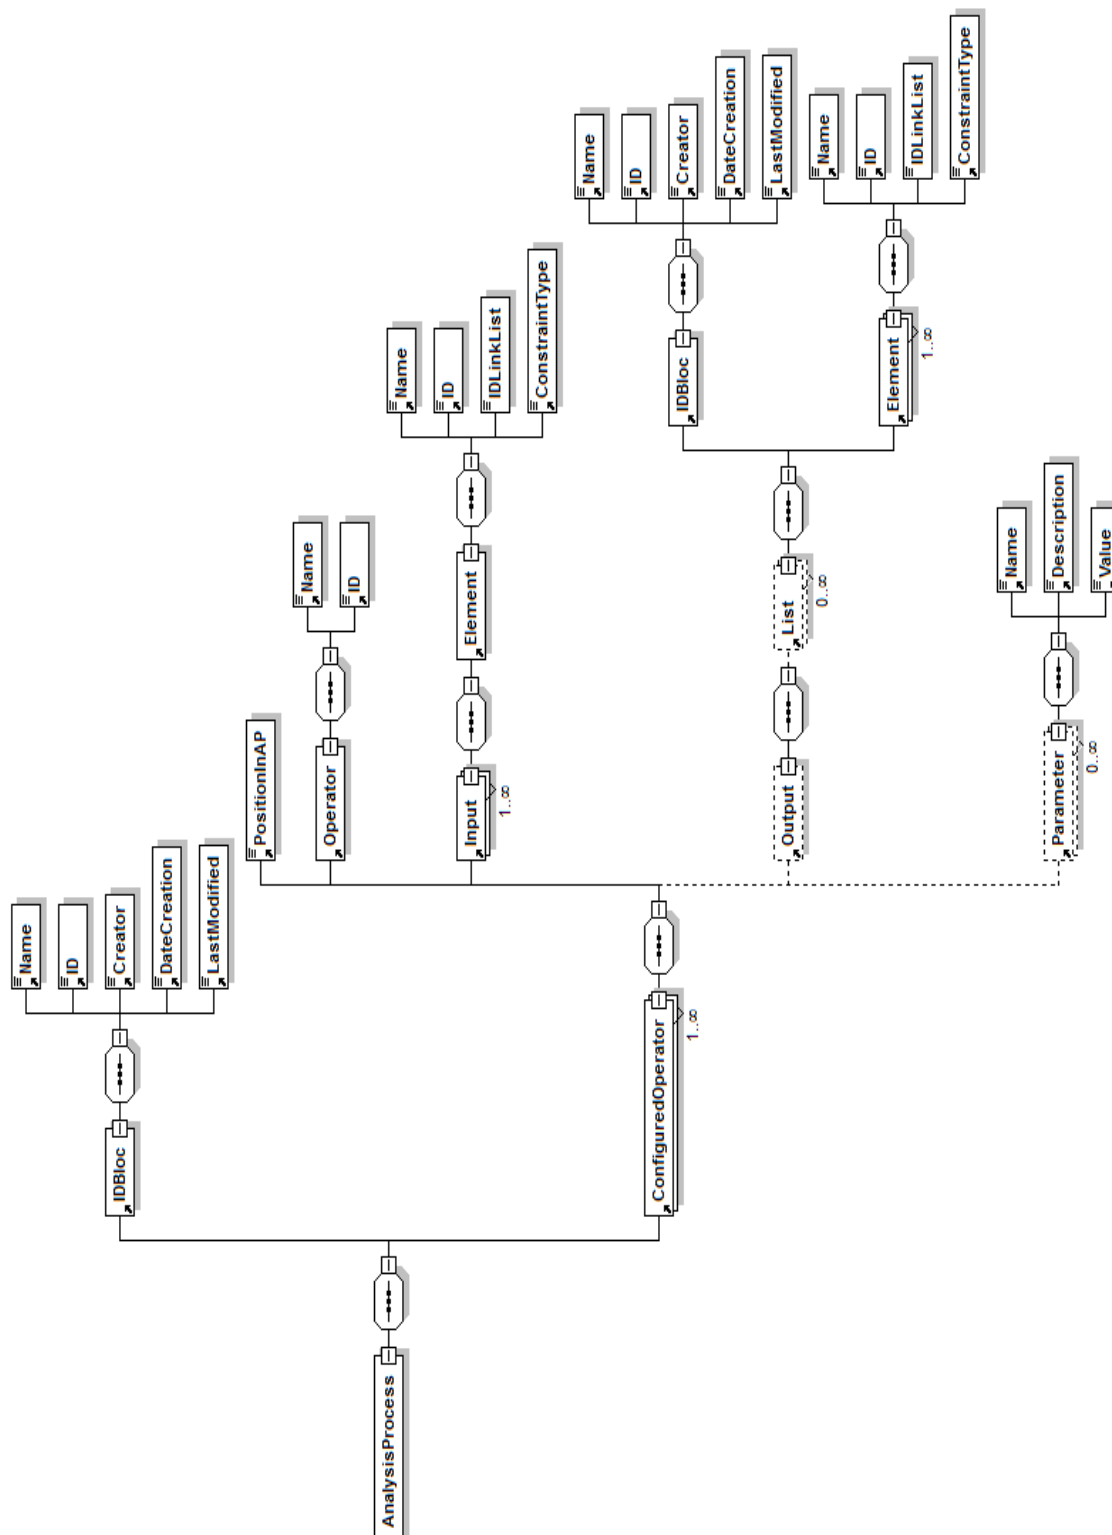 AnalysisProcess
IDBloc
Name
ID
Creator
DateCreation
LastModified
ConfiguredOperator
1..∞
PositionInAP
Operator
Name
ID
Input
1..∞
Element
Name
ID
IDLinkList
ConstraintType
Output
List
0..∞
IDBloc
Name
ID
Creator
DateCreation
LastModified
Element
1..∞
Name
ID
IDLinkList
ConstraintType
Parameter
0..∞
Name
Description
Value